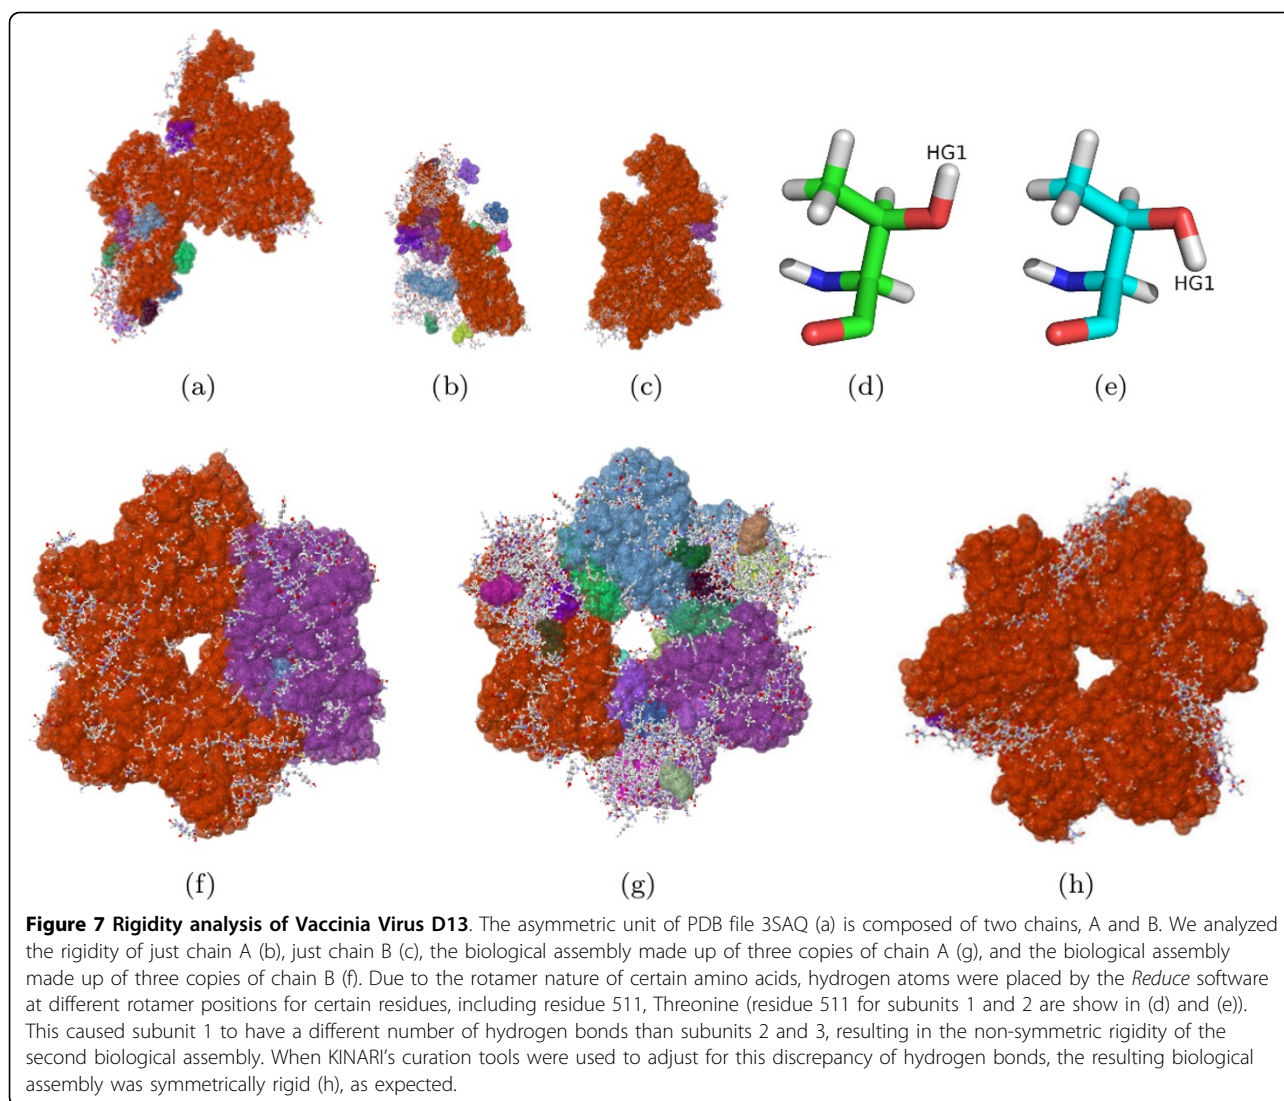 HG1
HG1
(a)
(b)
(c)
(d)
(e)
(f)
(g)
(h)
Figure 7 Rigidity analysis of Vaccinia Virus D13. The asymmetric unit of PDB file 3SAQ (a) is composed of two chains, A and B. We analyzed
the rigidity of just chain A (b), just chain B (c), the biological assembly made up of three copies of chain A (g), and the biological assembly
made up of three copies of chain B (f). Due to the rotamer nature of certain amino acids, hydrogen atoms were placed by the Reduce software
at different rotamer positions for certain residues, including residue 511, Threonine (residue 511 for subunits 1 and 2 are show in (d) and (e)).
This caused subunit 1 to have a different number of hydrogen bonds than subunits 2 and 3, resulting in the non-symmetric rigidity of the
second biological assembly. When KINARI's curation tools were used to adjust for this discrepancy of hydrogen bonds, the resulting biological
assembly was symmetrically rigid (h), as expected.